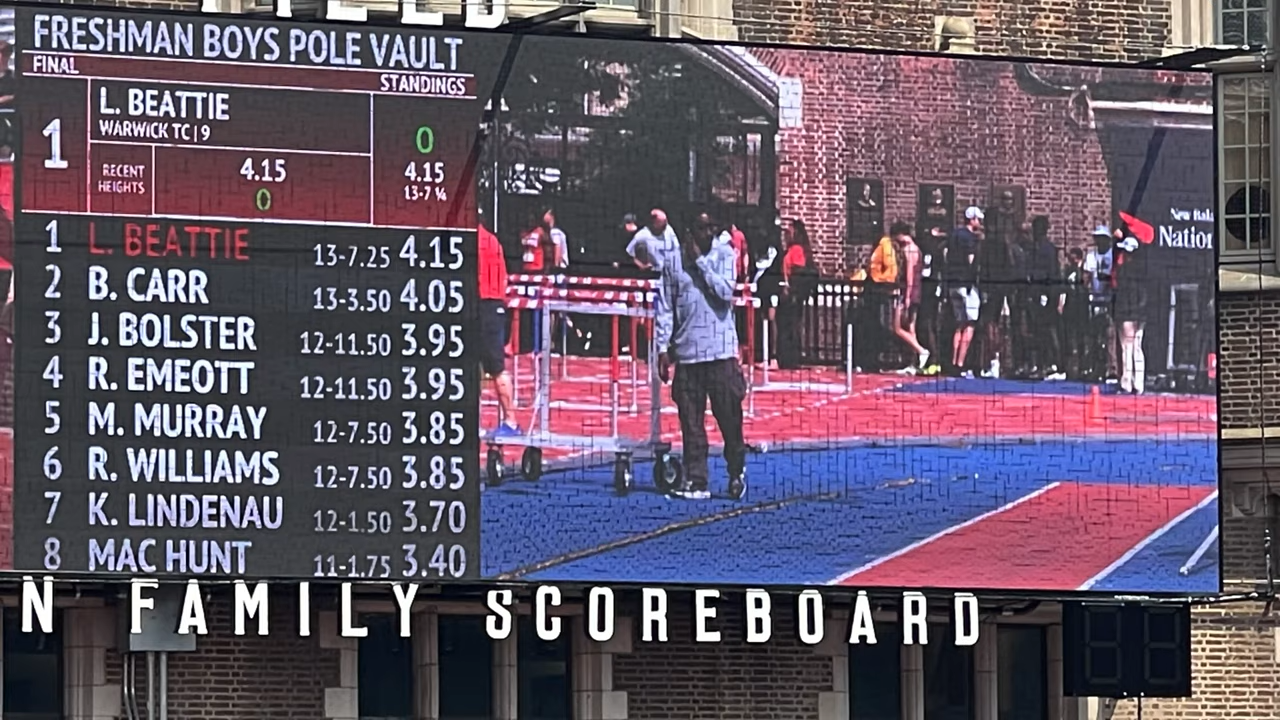 FIELD
FRESHMAN BOYS POLE VAULT
FINAL
STANDINGS
1 L. BEATTIE
WARWICK TC | 9
0
RECENT HEIGHTS 4.15 4.15
0 13-7 ¼
1 L. BEATTIE 13-7.25 4.15
2 B. CARR 13-3.50 4.05
3 J. BOLSTER 12-11.50 3.95
4 R. EMEOTT 12-11.50 3.95
5 M. MURRAY 12-7.50 3.85
6 R. WILLIAMS 12-7.50 3.85
7 K. LINDENAU 12-1.50 3.70
8 MAC HUNT 11-1.75 3.40
New Bala
Nation
N FAMILY SCOREBOARD